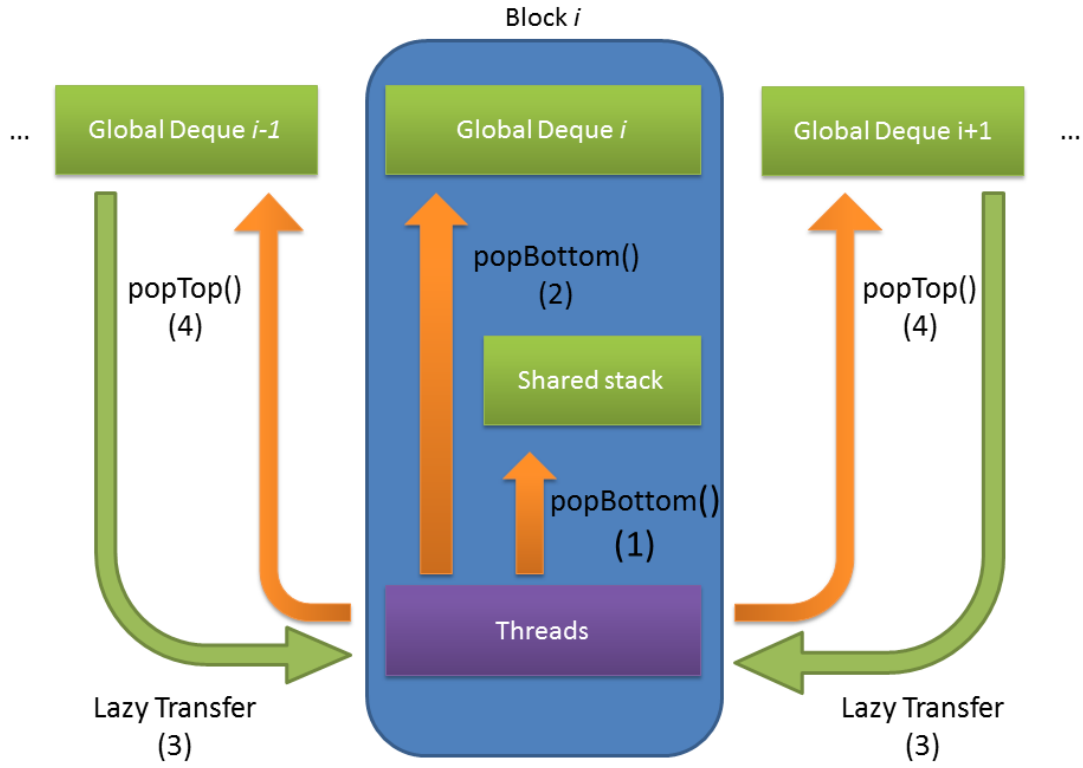 Block i
...
Global Deque i-1
Global Deque i
Global Deque i+1
...
popBottom()
(2)
popTop()
(4)
popTop()
(4)
Shared stack
popBottom()
(1)
Threads
Lazy Transfer
(3)
Lazy Transfer
(3)